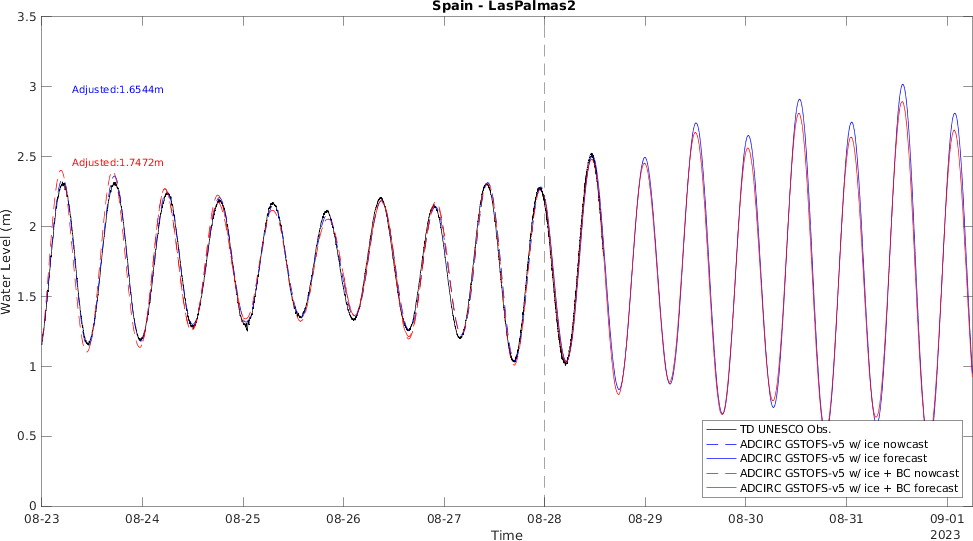 Spain - LasPalmas2
3.5
3
2.5
2
1.5
1
0.5
0
Water Level (m)
Adjusted:1.6544m
Adjusted:1.7472m
TD UNESCO Obs.
ADCIRC GSTOFS-v5 w/ ice nowcast
ADCIRC GSTOFS-v5 w/ ice forecast
ADCIRC GSTOFS-v5 w/ ice + BC nowcast
ADCIRC GSTOFS-v5 w/ ice + BC forecast
08-23 08-24 08-25 08-26 08-27 08-28 08-29 08-30 08-31 09-01
2023
Time